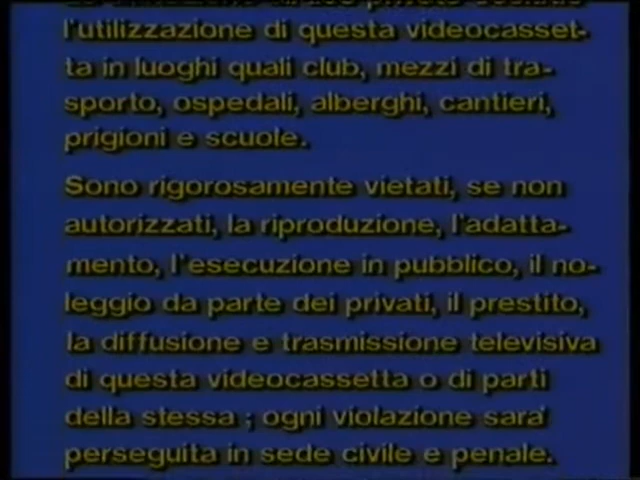 l'utilizzazione di questa videocasset-
ta in luoghi quali club, mezzi di tra-
sporto, ospedali, alberghi, cantieri,
prigioni e scuole.
Sono rigorosamente vietati, se non
autorizzati, la riproduzione, l'adatta-
mento, l'esecuzione in pubblico, il no-
leggio da parte dei privati, il prestito,
la diffusione e trasmissione televisiva
di questa videocassetta o di parti
della stessa ; ogni violazione sara'
perseguita in sede civile e penale.